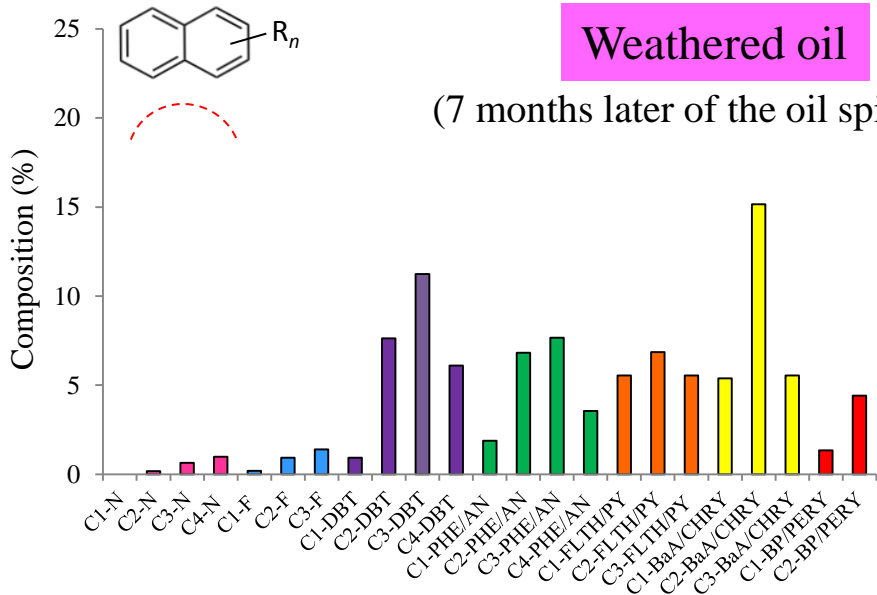 25
20
15
10
5
0
Composition (%)
Rn
Weathered oil
(7 months later of the oil spi
C1-N
C2-N
C3-N
C4-N
C1-F
C2-F
C3-F
C1-DBT
C2-DBT
C3-DBT
C4-DBT
C1-PHE/AN
C2-PHE/AN
C3-PHE/AN
C4-PHE/AN
C1-FLTH/PY
C2-FLTH/PY
C3-FLTH/PY
C1-BaA/CHRY
C2-BaA/CHRY
C3-BaA/CHRY
C1-BP/PERY
C2-BP/PERY